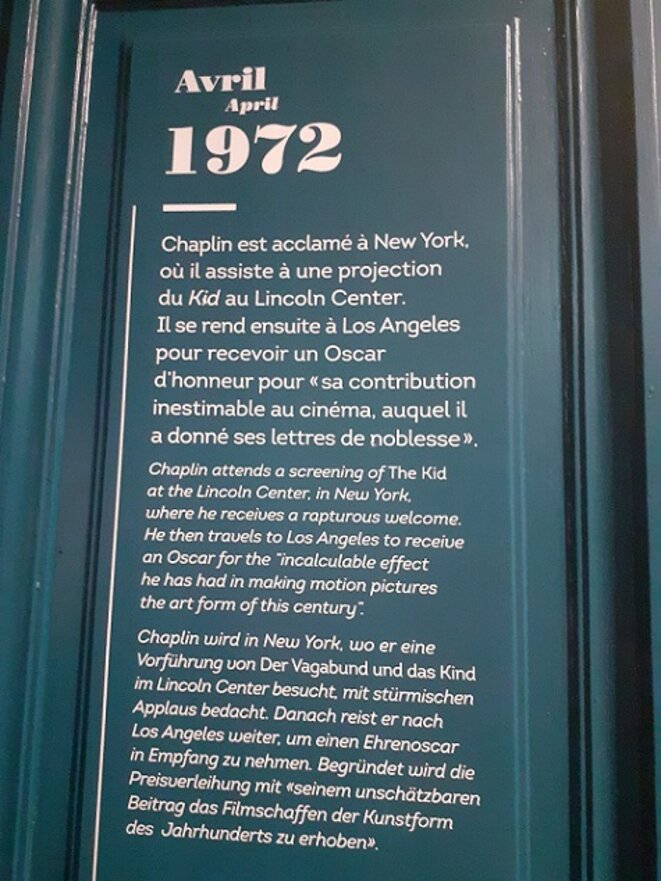 Avril
April
1972
Chaplin est acclamé à New York,
où il assiste à une projection
du Kid au Lincoln Center.
Il se rend ensuite à Los Angeles
pour recevoir un Oscar
d'honneur pour « sa contribution
inestimable au cinéma, auquel il
a donné ses lettres de noblesse ».
Chaplin attends a screening of The Kid
at the Lincoln Center, in New York,
where he receives a rapturous welcome.
He then travels to Los Angeles to receive
an Oscar for the "incalculable effect
he has had in making motion pictures
the art form of this century".
Chaplin wird in New York, wo er eine
Vorführung von Der Vagabund und das Kind
im Lincoln Center besucht, mit stürmischen
Applaus bedacht. Danach reist er nach
Los Angeles weiter, um einen Ehrenoscar
in Empfang zu nehmen. Begründet wird die
Preisverleihung mit «seinem unschätzbaren
Beitrag das Filmschaffen der Kunstform
des Jahrhunderts zu erhoben».